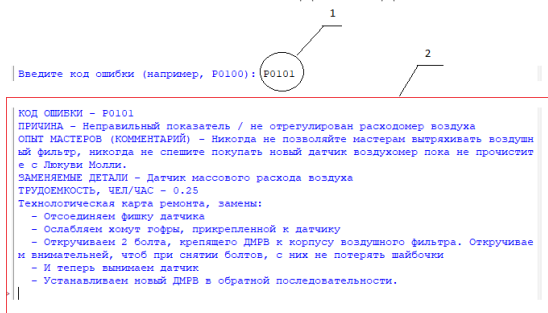 1
2
Введите код ошибки (например, P0100): P0101
КОД ОШИБКИ - P0101
ПРИЧИНА - Неправильный показатель / не отрегулирован расходомер воздуха
ОПЫТ МАСТЕРОВ (КОММЕНТАРИЙ) - Никогда не позволяйте мастерам вытряхивать воздушн
ый фильтр, никогда не спешите покупать новый датчик воздухомер пока не прочистит
е с Люкуви Молли.
ЗАМЕНЯЕМЫЕ ДЕТАЛИ - Датчик массового расхода воздуха
ТРУДОЕМКОСТЬ, ЧЕЛ/ЧАС - 0.25
Технологическая карта ремонта, замены:
- Отсоединяем фишку датчика
- Ослабляем хомут гофры, прикрепленной к датчику
- Откручиваем 2 болта, крепящего ДМРВ к корпусу воздушного фильтра. Откручивае
м внимательней, чтоб при снятии болтов, с них не потерять шайбочки
- И теперь вынимаем датчик
- Устанавливаем новый ДМРВ в обратной последовательности.